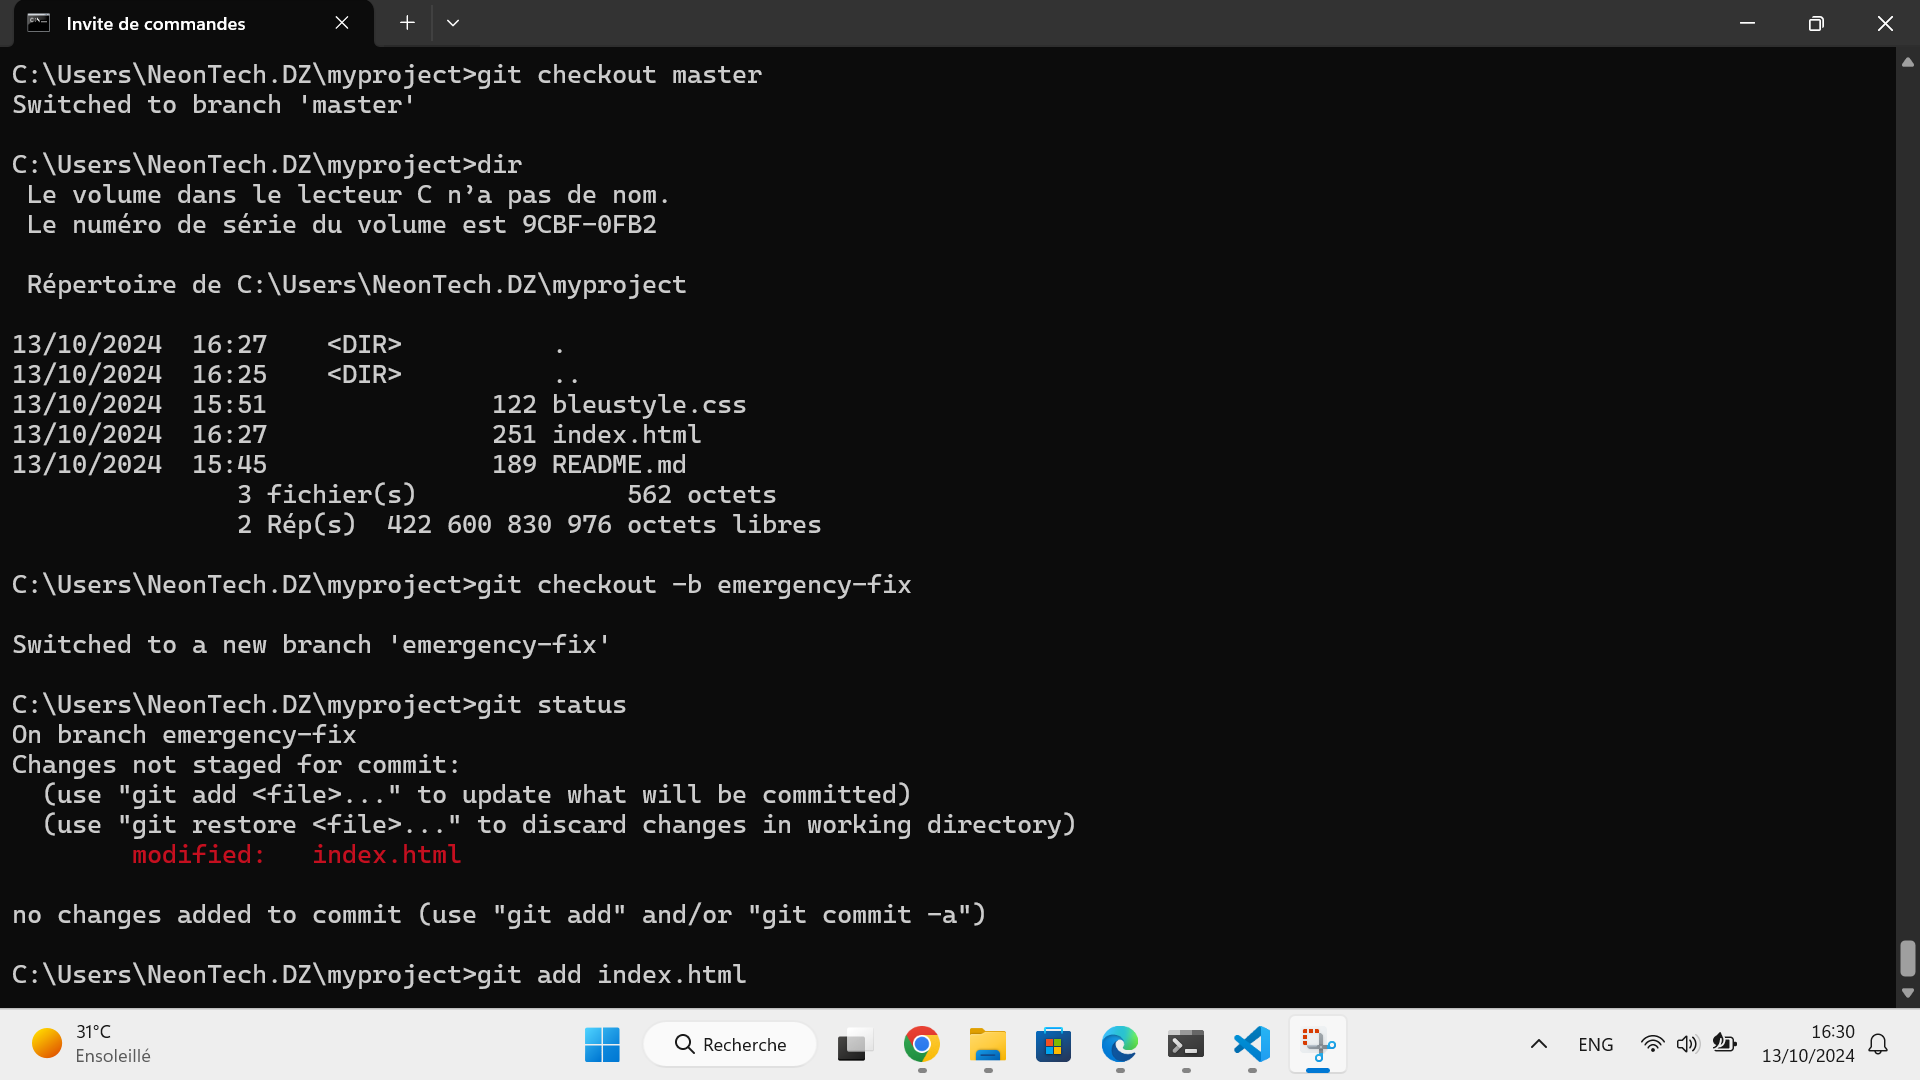 Invite de commandes
C:\Users\NeonTech.DZ\myproject>git checkout master
Switched to branch 'master'
C:\Users\NeonTech.DZ\myproject>dir
Le volume dans le lecteur C n’a pas de nom.
Le numéro de série du volume est 9CBF-0FB2
Répertoire de C:\Users\NeonTech.DZ\myproject
13/10/2024  16:27    <DIR>          .
13/10/2024  16:25    <DIR>          ..
13/10/2024  15:51               122 bleustyle.css
13/10/2024  16:27               251 index.html
13/10/2024  15:45               189 README.md
3 fichier(s)              562 octets
2 Rép(s)  422 600 830 976 octets libres
C:\Users\NeonTech.DZ\myproject>git checkout -b emergency-fix
Switched to a new branch 'emergency-fix'
C:\Users\NeonTech.DZ\myproject>git status
On branch emergency-fix
Changes not staged for commit:
(use "git add <file>..." to update what will be committed)
(use "git restore <file>..." to discard changes in working directory)
modified:   index.html
no changes added to commit (use "git add" and/or "git commit -a")
C:\Users\NeonTech.DZ\myproject>git add index.html
31°C
Ensoleillé
Recherche
ENG
16:30
13/10/2024